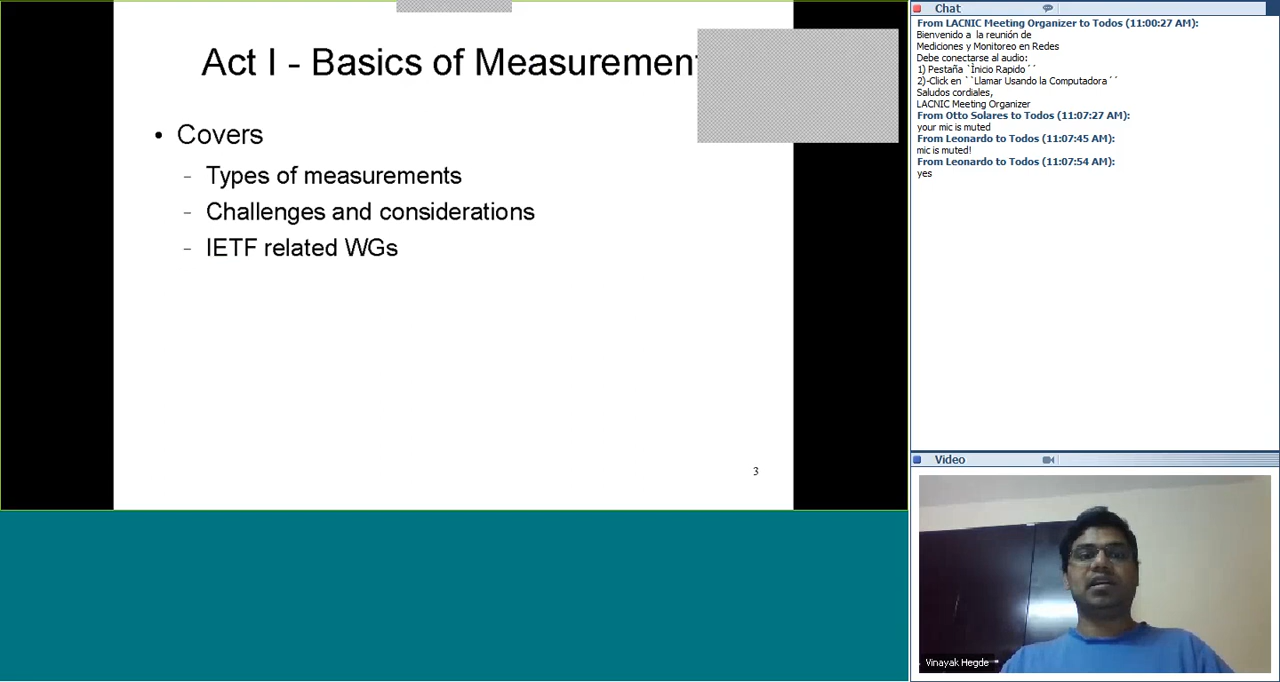 Act I - Basics of Measuremen
• Covers
- Types of measurements
- Challenges and considerations
- IETF related WGs
3
Chat
From LACNIC Meeting Organizer to Todos (11:00:27 AM):
Bienvenido a la reunión de
Mediciones y Monitoreo en Redes
Debe conectarse al audio:
1) Pestaña `Ínicio Rapido´´
2)-Click en ``Llamar Usando la Computadora´´
Saludos cordiales,
LACNIC Meeting Organizer
From Otto Solares to Todos (11:07:27 AM):
your mic is muted
From Leonardo to Todos (11:07:45 AM):
mic is muted!
From Leonardo to Todos (11:07:54 AM):
yes
Video
Vinayak Hegde